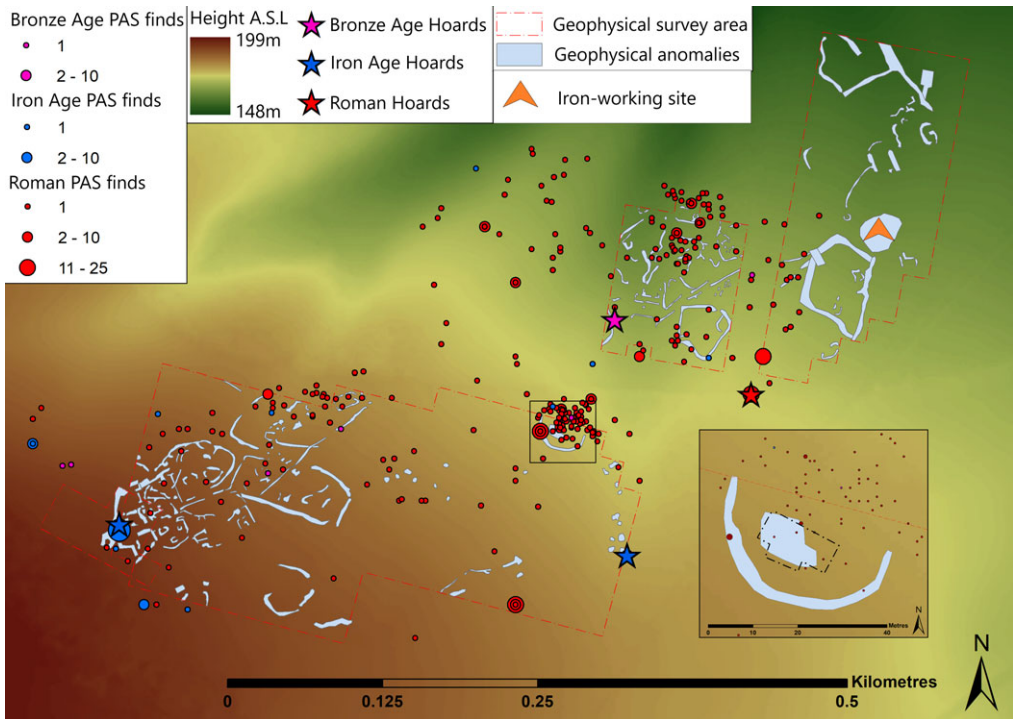 Bronze Age PAS finds
1
2 - 10
Iron Age PAS finds
1
2 - 10
Roman PAS finds
1
2 - 10
11 - 25
Height A.S.L
199m
148m
Bronze Age Hoards
Iron Age Hoards
Roman Hoards
Geophysical survey area
Geophysical anomalies
Iron-working site
Metres
0 10 20 40
N
N
Kilometres
0 0.125 0.25 0.5